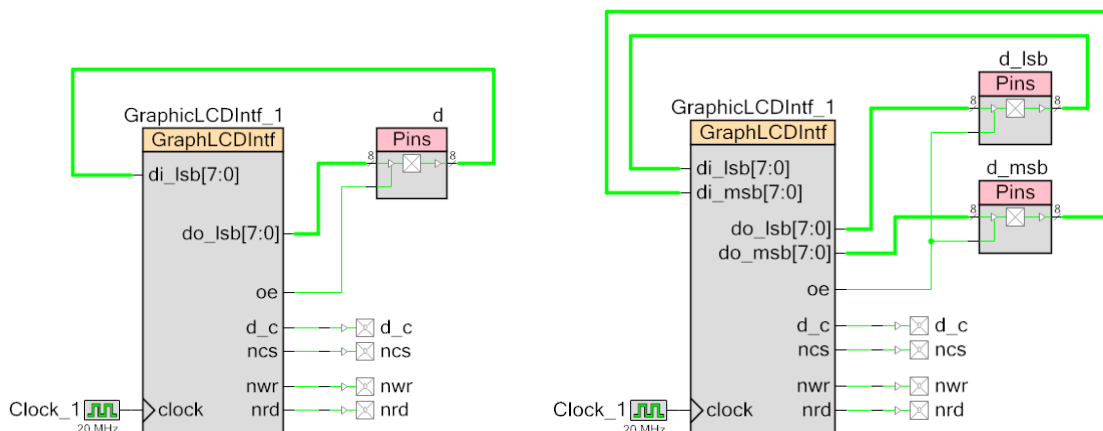 GraphicLCDIntf_1
GraphLCDIntf
d
Pins
8
8
di_lsb[7:0]
do_lsb[7:0]
oe
d_c
d_c
ncs
ncs
nwr
nwr
nrd
nrd
Clock_1
clock
20 MHz
GraphicLCDIntf_1
GraphLCDIntf
d_lsb
Pins
8
8
di_lsb[7:0]
di_msb[7:0]
d_msb
Pins
8
8
do_lsb[7:0]
do_msb[7:0]
oe
d_c
d_c
ncs
ncs
nwr
nwr
nrd
nrd
Clock_1
clock
20 MHz